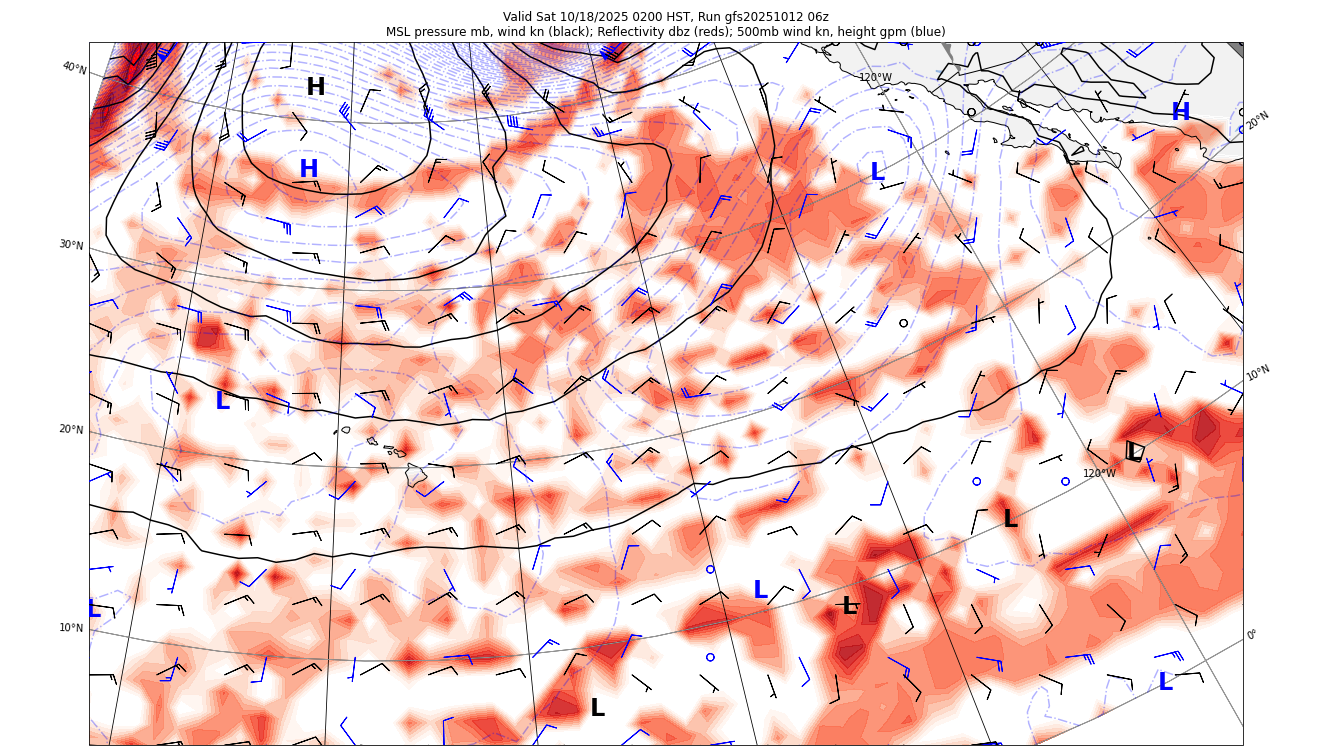 Valid Sat 10/18/2025 0200 HST, Run gfs20251012 06z
MSL pressure mb, wind kn (black); Reflectivity dbz (reds); 500mb wind kn, height gpm (blue)
40°N
120°W
H
H
20°N
H
L
30°N
10°N
L
20°N
L
120°W
L
L
L
L
10°N
0°
L
L